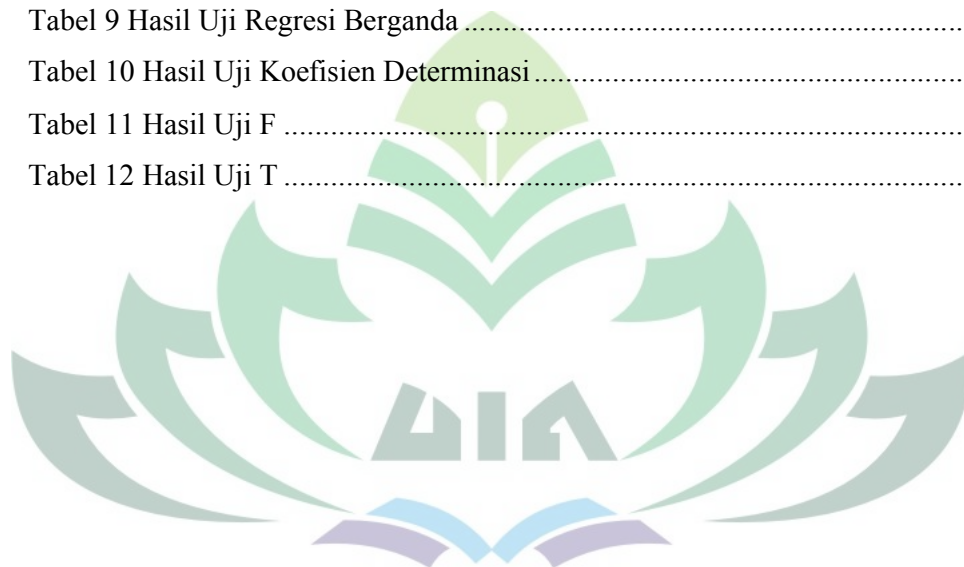 Tabel 9 Hasil Uji Regresi Berganda ................................................................
Tabel 10 Hasil Uji Koefisien Determinasi.......................................................
Tabel 11 Hasil Uji F .......................................................................................
Tabel 12 Hasil Uji T .......................................................................................
UIN